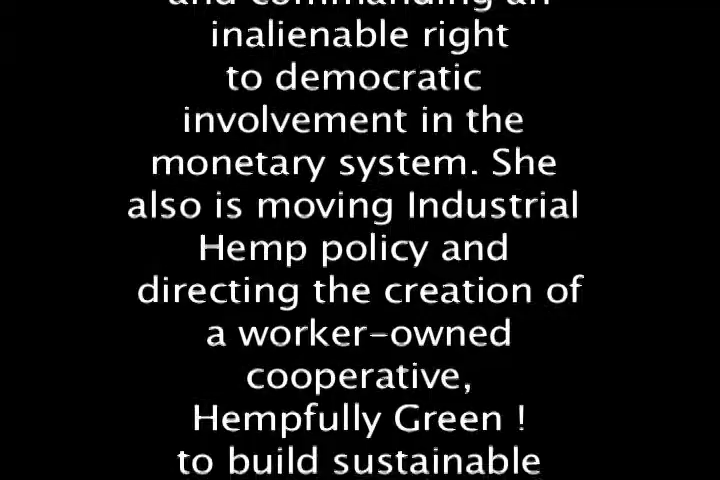 and commanding an
inalienable right
to democratic
involvement in the
monetary system. She
also is moving Industrial
Hemp policy and
directing the creation of
a worker-owned
cooperative,
Hempfully Green !
to build sustainable